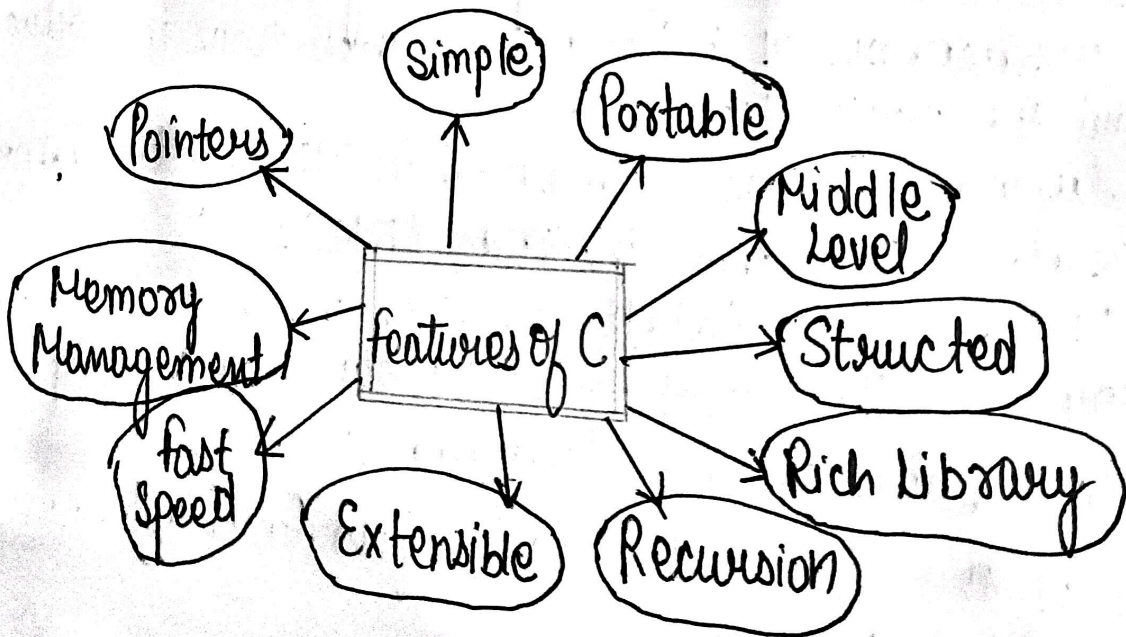 Simple
Portable
Pointers
Middle
Level
Memory
Management
features of C
Structed
fast
speed
Rich Library
Extensible
Recursion